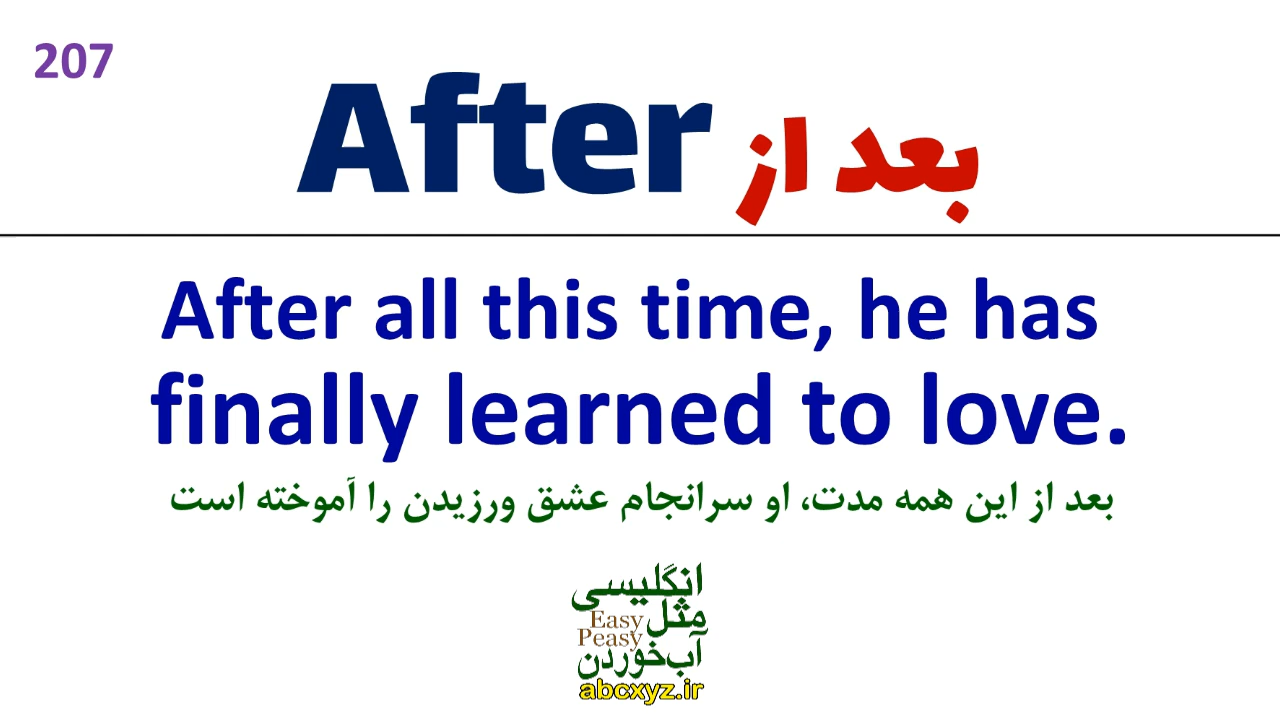 207
After بعد از
After all this time, he has
finally learned to love.
بعد از این همه مدت، او سرانجام عشق ورزیدن را آموخته است
انگلیسی
مثل
Easy
Peasy
آب خوردن
abcxyz.ir